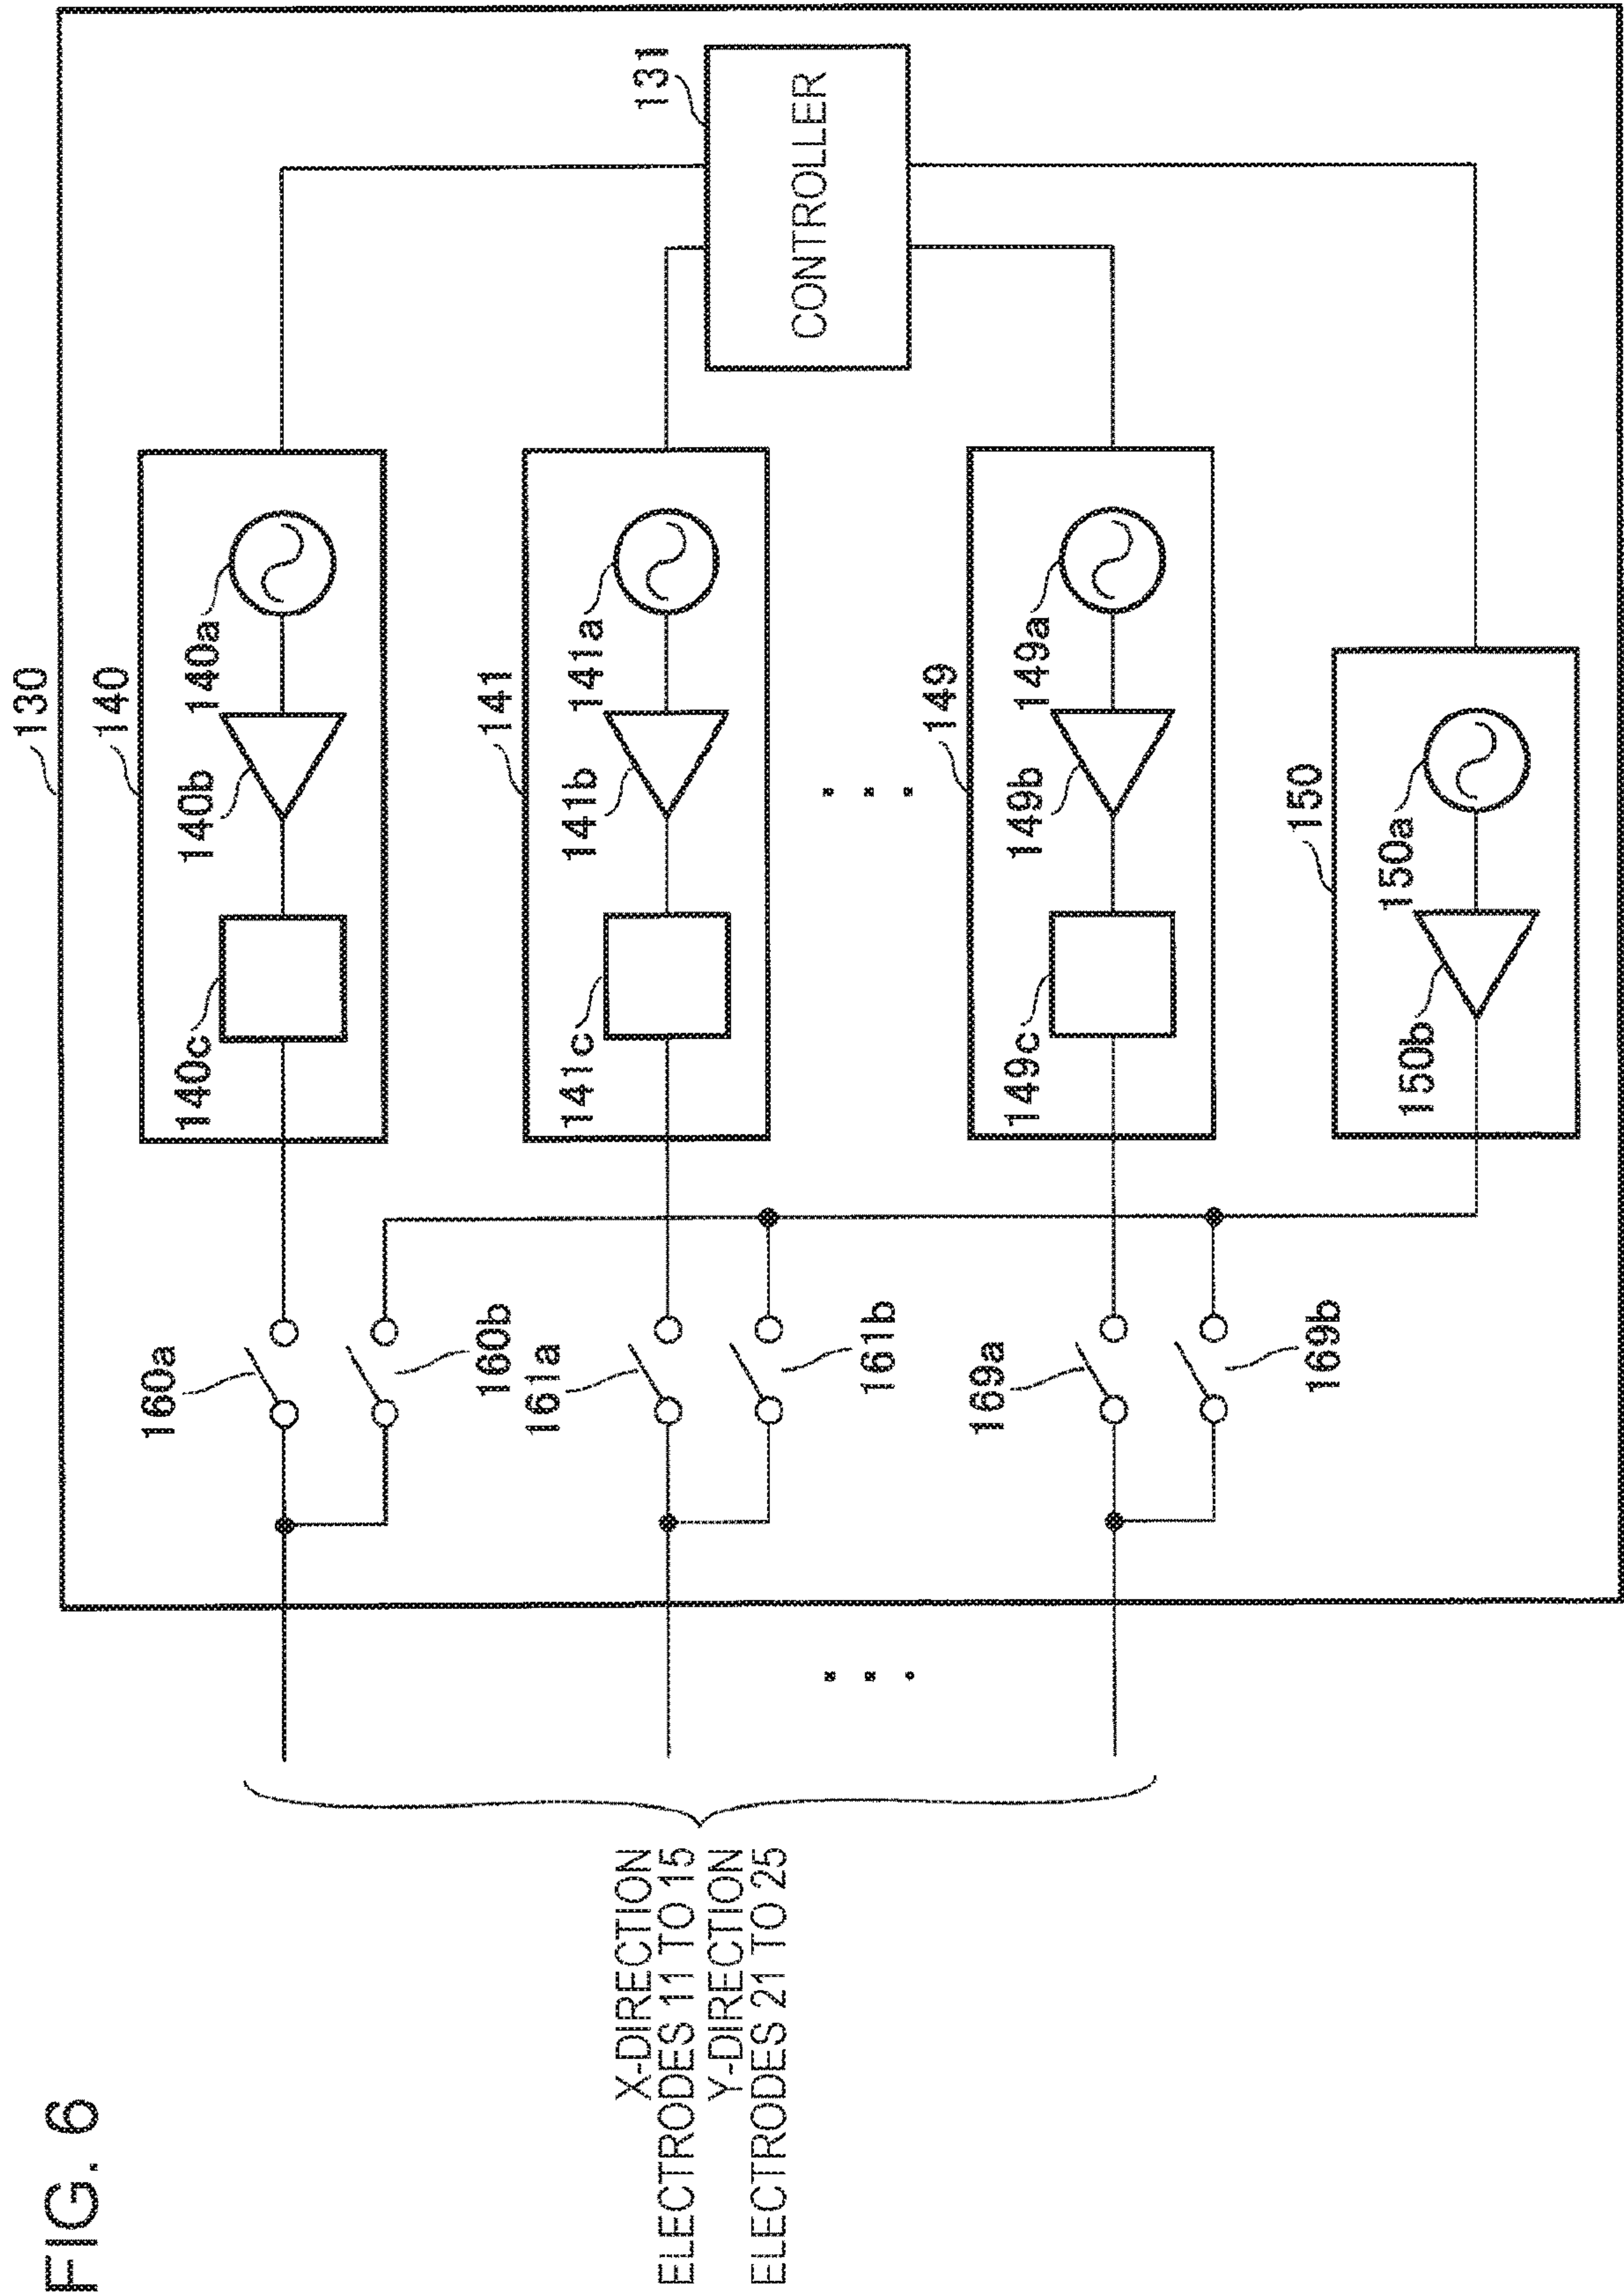 FIG. 6
130
140
140c
140b
140a
160a
160b
141
141c
141b
141a
161a
161b
X-DIRECTION
ELECTRODES 11 TO 15
Y-DIRECTION
ELECTRODES 21 TO 25
131
CONTROLLER
. . .
. . .
149
149c
149b
149a
169a
169b
150
150b
150a